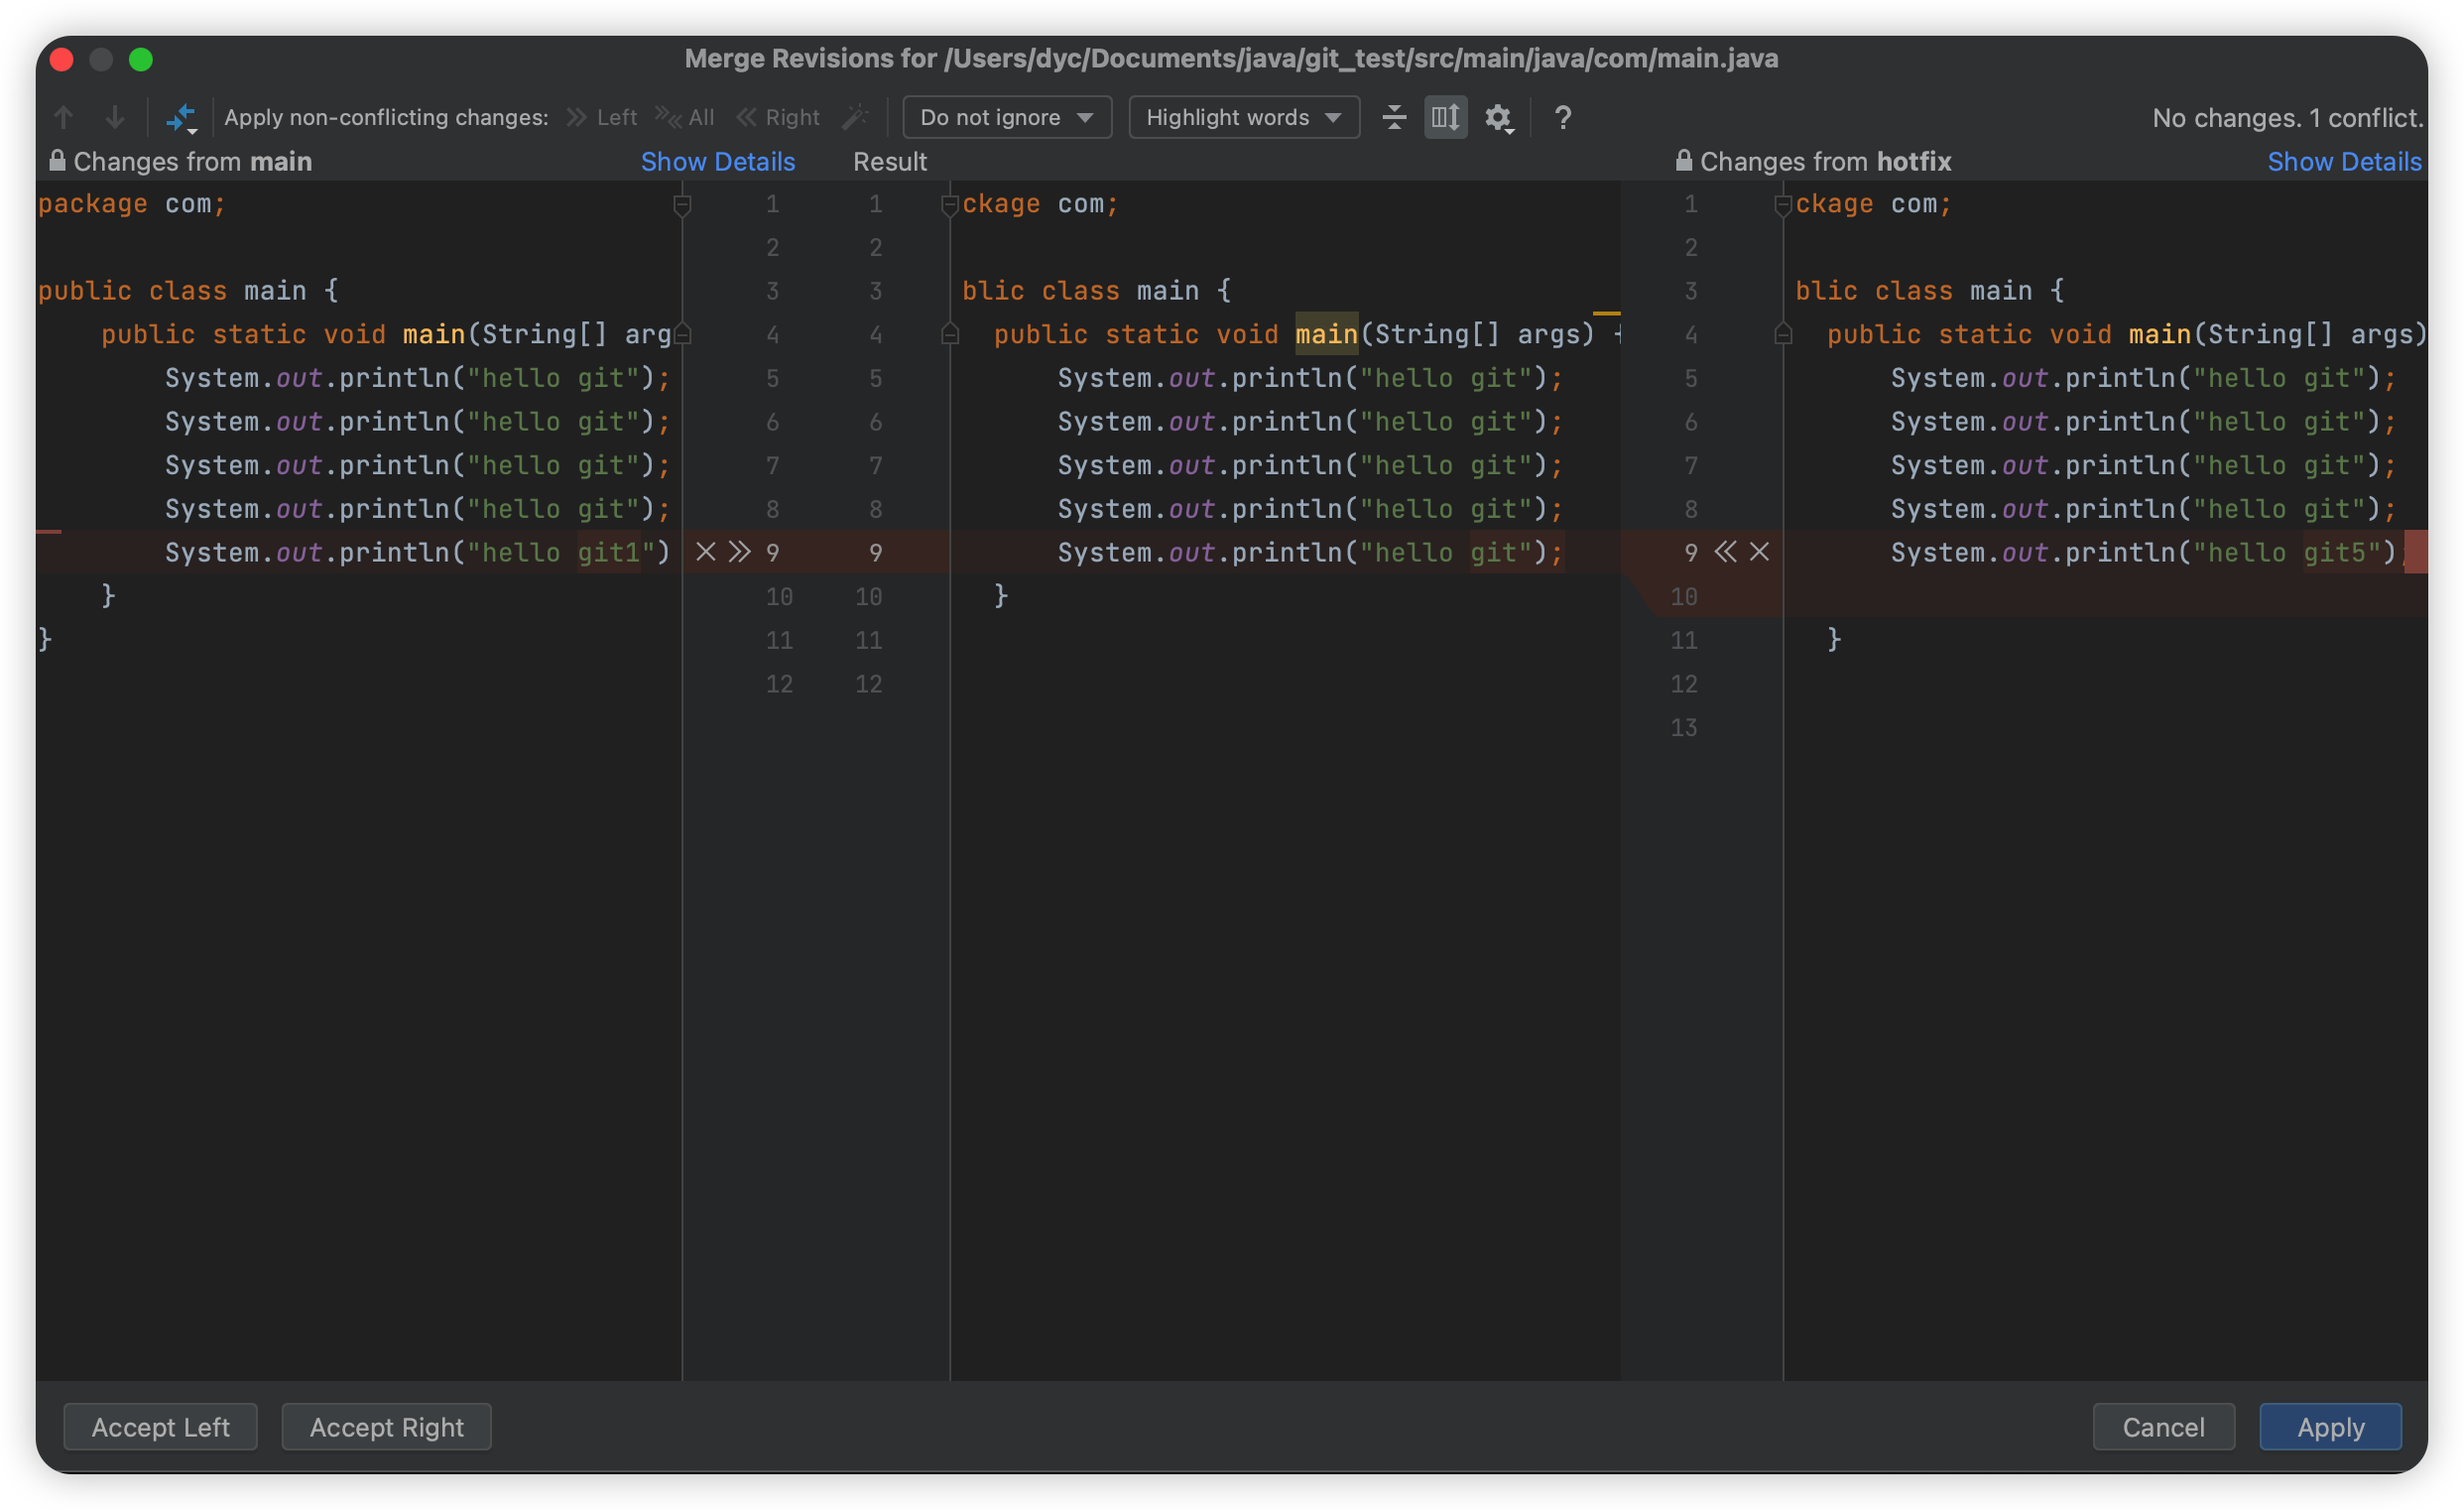 Merge Revisions for /Users/dyc/Documents/java/git_test/src/main/java/com/main.java
Apply non-conflicting changes: Left All Right Do not ignore Highlight words ? No changes. 1 conflict.
Changes from main Show Details Result Changes from hotfix Show Details
package com; 1 1 ckage com; 1 ckage com;
2 2 2
public class main { 3 3 blic class main { 3 blic class main {
public static void main(String[] arg 4 4 public static void main(String[] args) { 4 public static void main(String[] args)
System.out.println("hello git"); 5 5 System.out.println("hello git"); 5 System.out.println("hello git");
System.out.println("hello git"); 6 6 System.out.println("hello git"); 6 System.out.println("hello git");
System.out.println("hello git"); 7 7 System.out.println("hello git"); 7 System.out.println("hello git");
System.out.println("hello git"); 8 8 System.out.println("hello git"); 8 System.out.println("hello git");
System.out.println("hello git1") 9 9 System.out.println("hello git"); 9 System.out.println("hello git5");
} 10 10 } 10
} 11 11 11 }
12 12 12
13
Accept Left Accept Right Cancel Apply